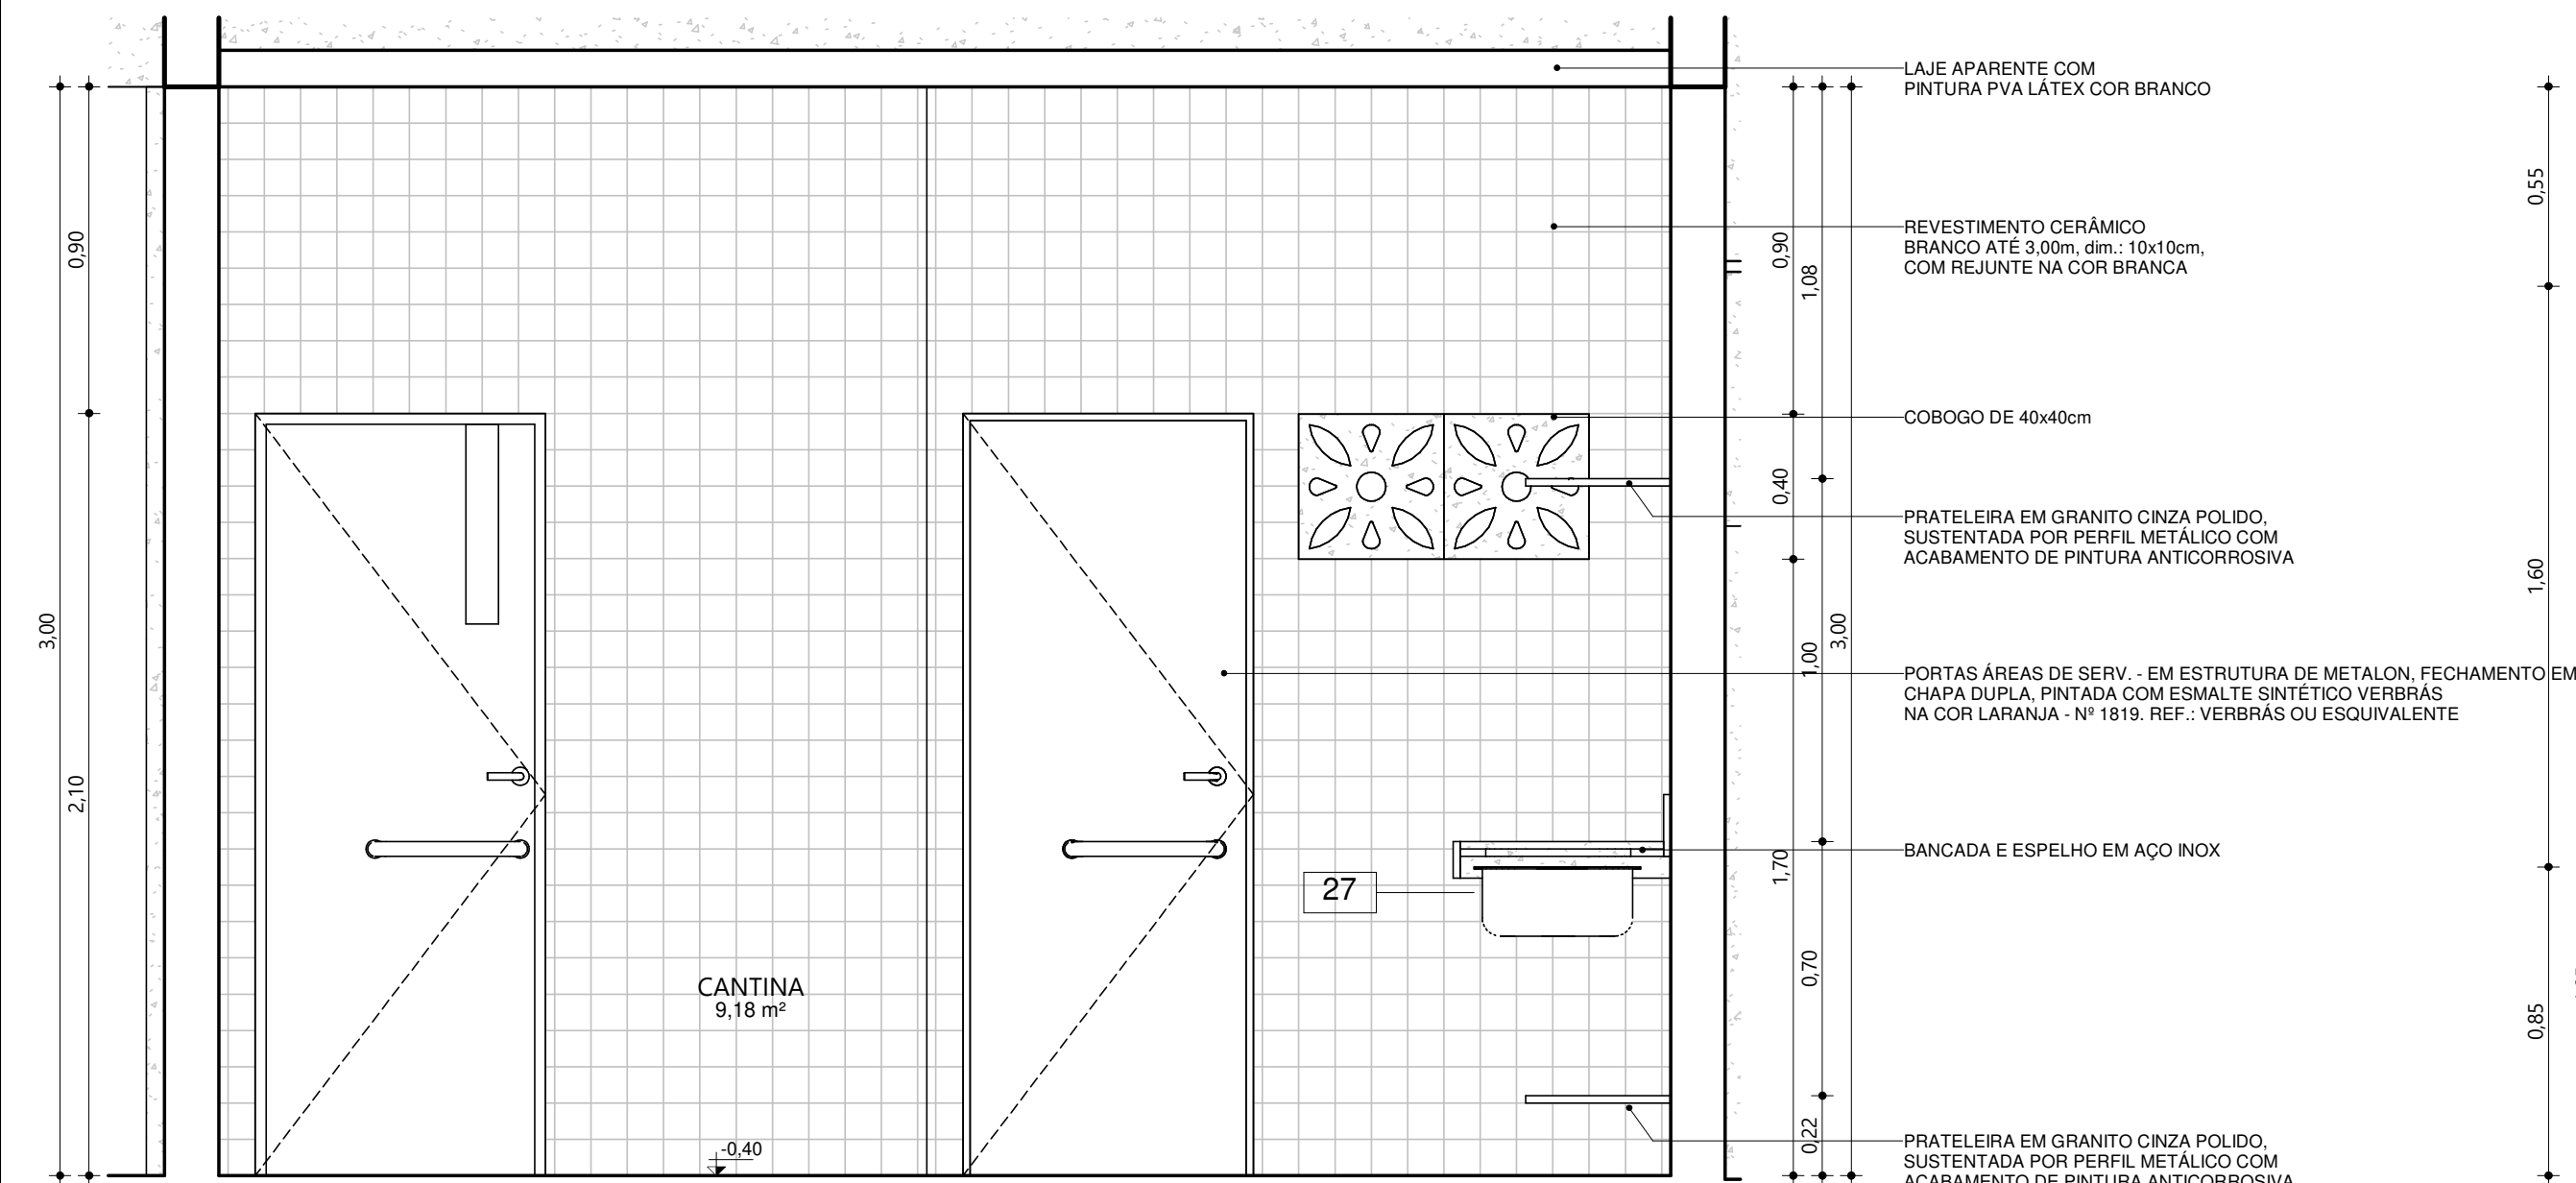 LAJE APARENTE COM
PINTURA PVA LÁTEX COR BRANCO
REVESTIMENTO CERÂMICO
BRANCO ATÉ 3,00m, dim.: 10x10cm,
COM REJUNTE NA COR BRANCA
COBOGO DE 40x40cm
PRATELEIRA EM GRANITO CINZA POLIDO,
SUSTENTADA POR PERFIL METÁLICO COM
ACABAMENTO DE PINTURA ANTICORROSIVA
PORTAS ÁREAS DE SERV. - EM ESTRUTURA DE METALON, FECHAMENTO EM
CHAPA DUPLA, PINTADA COM ESMALTE SINTÉTICO VERBRÁS
NA COR LARANJA - Nº 1819. REF.: VERBRÁS OU ESQUIVALENTE
BANCADA E ESPELHO EM AÇO INOX
PRATELEIRA EM GRANITO CINZA POLIDO,
SUSTENTADA POR PERFIL METÁLICO COM
ACABAMENTO DE PINTURA ANTICORROSIVA
3,00
0,90
2,10
CANTINA
9,18 m²
-0,40
27
0,90
0,40
1,70
1,08
1,00
0,70
0,22
3,00
0,55
1,60
0,85